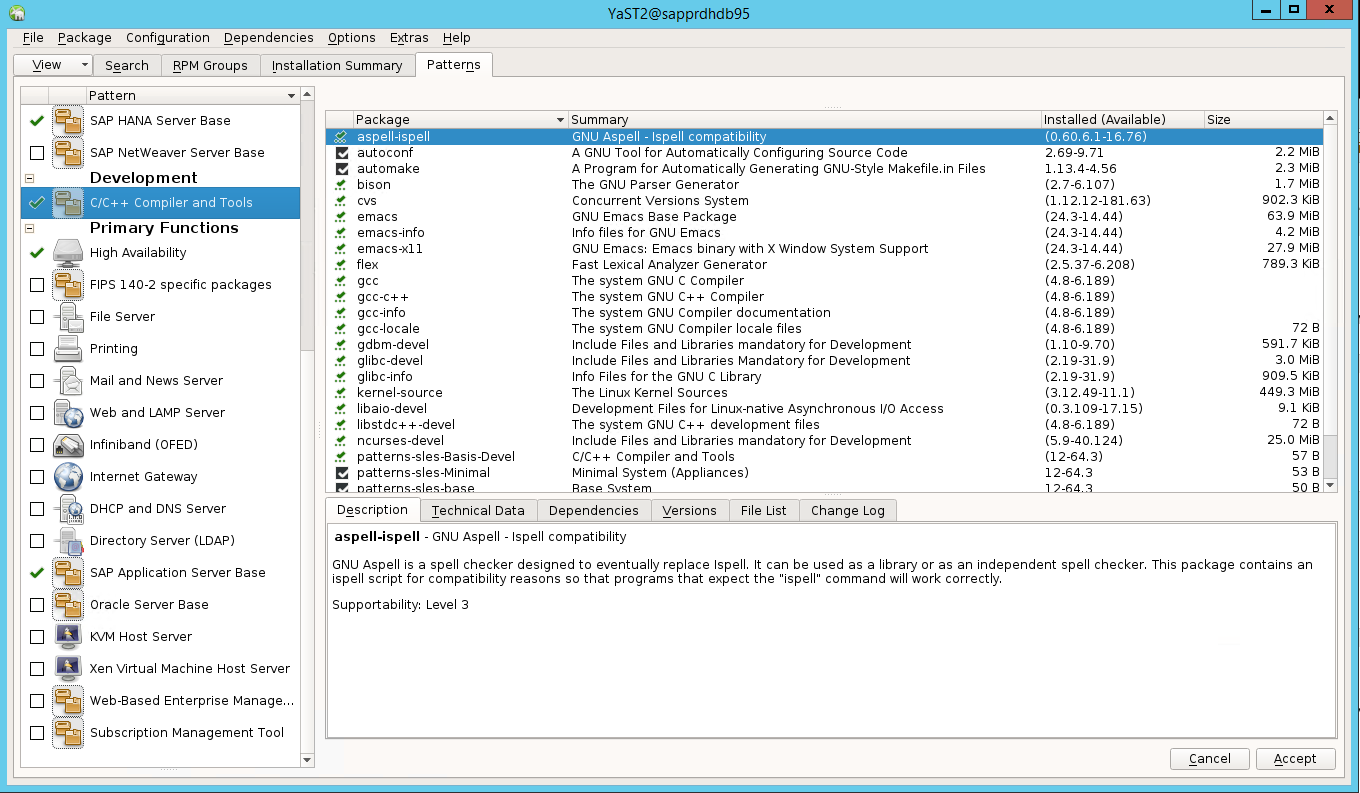 YaST2@sapprdhdb95
File Package Configuration Dependencies Options Extras Help
View Search RPM Groups Installation Summary Patterns
Pattern
SAP HANA Server Base
SAP NetWeaver Server Base
Development
C/C++ Compiler and Tools
Primary Functions
High Availability
FIPS 140-2 specific packages
File Server
Printing
Mail and News Server
Web and LAMP Server
Infiniband (OFED)
Internet Gateway
DHCP and DNS Server
Directory Server (LDAP)
SAP Application Server Base
Oracle Server Base
KVM Host Server
Xen Virtual Machine Host Server
Web-Based Enterprise Manage...
Subscription Management Tool
Package Summary Installed (Available) Size
aspell-ispell GNU Aspell - Ispell compatibility (0.60.6.1-16.76)
autoconf A GNU Tool for Automatically Configuring Source Code 2.69-9.71 2.2 MiB
automake A Program for Automatically Generating GNU-Style Makefile.in Files 1.13.4-4.56 2.3 MiB
bison The GNU Parser Generator (2.7-6.107) 1.7 MiB
cvs Concurrent Versions System (1.12.12-181.63) 902.3 KiB
emacs GNU Emacs Base Package (24.3-14.44) 63.9 MiB
emacs-info Info files for GNU Emacs (24.3-14.44) 4.2 MiB
emacs-x11 GNU Emacs: Emacs binary with X Window System Support (24.3-14.44) 27.9 MiB
flex Fast Lexical Analyzer Generator (2.5.37-6.208) 789.3 KiB
gcc The system GNU C Compiler (4.8-6.189)
gcc-c++ The system GNU C++ Compiler (4.8-6.189)
gcc-info The system GNU Compiler documentation (4.8-6.189)
gcc-locale The system GNU Compiler locale files (4.8-6.189) 72 B
gdbm-devel Include Files and Libraries mandatory for Development (1.10-9.70) 591.7 KiB
glibc-devel Include Files and Libraries Mandatory for Development (2.19-31.9) 3.0 MiB
glibc-info Info Files for the GNU C Library (2.19-31.9) 909.5 KiB
kernel-source The Linux Kernel Sources (3.12.49-11.1) 449.3 MiB
libaio-devel Development Files for Linux-native Asynchronous I/O Access (0.3.109-17.15) 9.1 KiB
libstdc++-devel The system GNU C++ development files (4.8-6.189) 72 B
ncurses-devel Include Files and Libraries mandatory for Development (5.9-40.124) 25.0 MiB
patterns-sles-Basis-Devel C/C++ Compiler and Tools (12-64.3) 57 B
patterns-sles-Minimal Minimal System (Appliances) 12-64.3 53 B
patterns-sles-base Base System 12-64.3 50 B
Description Technical Data Dependencies Versions File List Change Log
aspell-ispell - GNU Aspell - Ispell compatibility
GNU Aspell is a spell checker designed to eventually replace Ispell. It can be used as a library or as an independent spell checker. This package contains an
ispell script for compatibility reasons so that programs that expect the "ispell" command will work correctly.
Supportability: Level 3
Cancel Accept